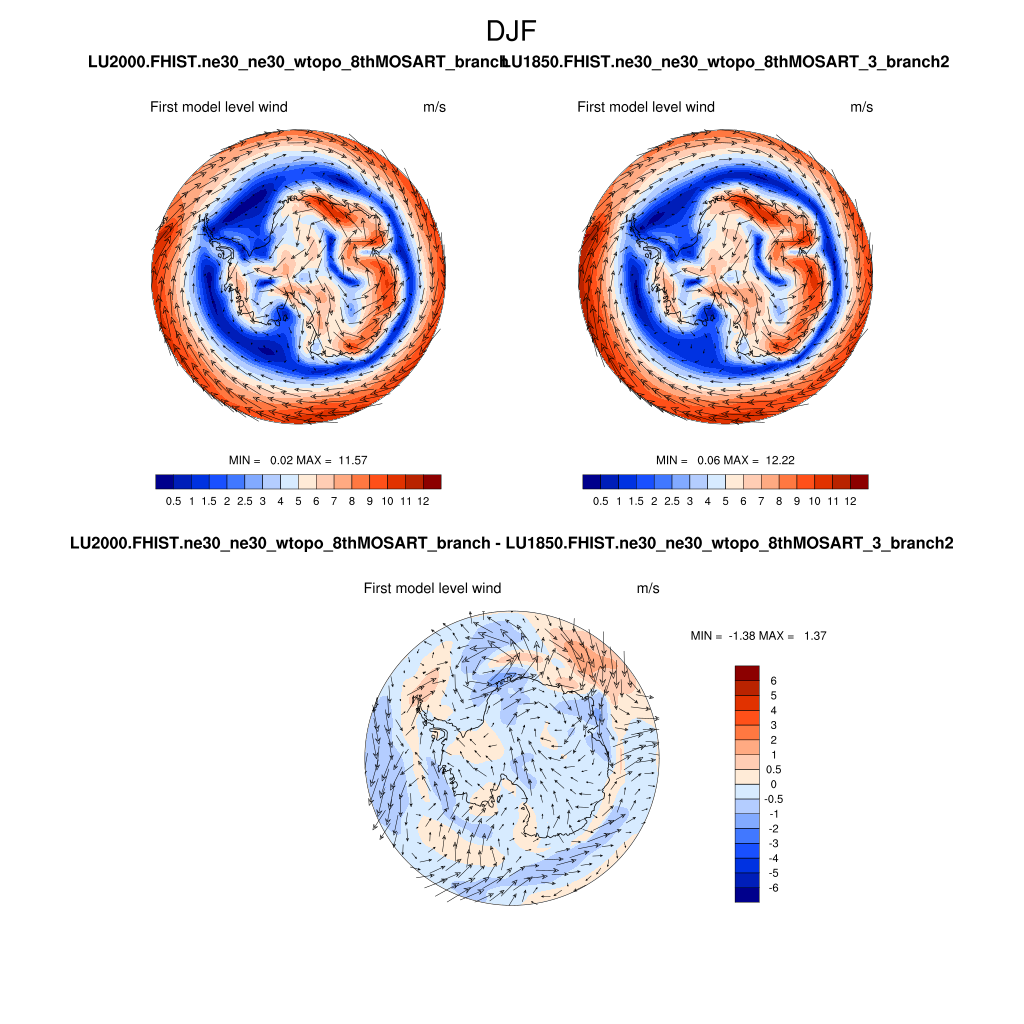 DJF
LU2000.FHIST.ne30_ne30_wtopo_8thMOSART_branch LU1850.FHIST.ne30_ne30_wtopo_8thMOSART_3_branch2
First model level wind m/s First model level wind m/s
MIN = 0.02 MAX = 11.57 MIN = 0.06 MAX = 12.22
0.5 1 1.5 2 2.5 3 4 5 6 7 8 9 10 11 12 0.5 1 1.5 2 2.5 3 4 5 6 7 8 9 10 11 12
LU2000.FHIST.ne30_ne30_wtopo_8thMOSART_branch - LU1850.FHIST.ne30_ne30_wtopo_8thMOSART_3_branch2
First model level wind m/s
MIN = -1.38 MAX = 1.37
6
5
4
3
2
1
0.5
0
-0.5
-1
-2
-3
-4
-5
-6